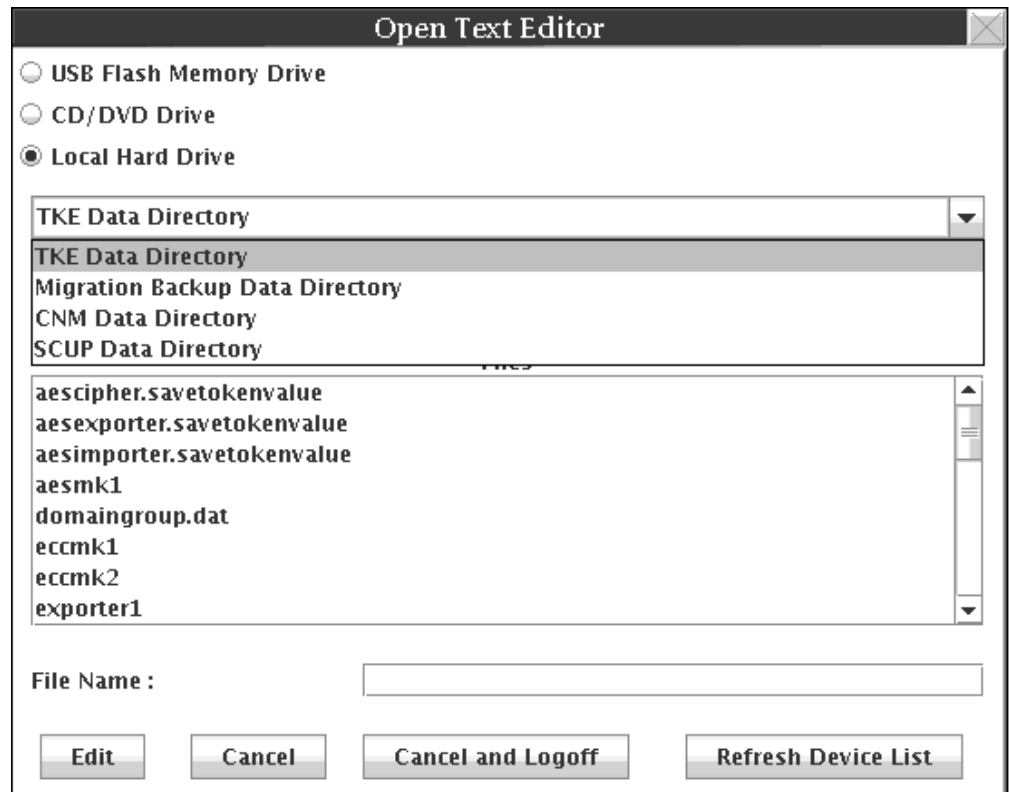 Open Text Editor
USB Flash Memory Drive
CD/DVD Drive
Local Hard Drive
TKE Data Directory
TKE Data Directory
Migration Backup Data Directory
CNM Data Directory
SCUP Data Directory
aescipher.savetokenvalue
aesexporter.savetokenvalue
aesimporter.savetokenvalue
aesmk1
domaingroup.dat
eccmk1
eccmk2
exporter1
File Name :
Edit Cancel Cancel and Logoff Refresh Device List